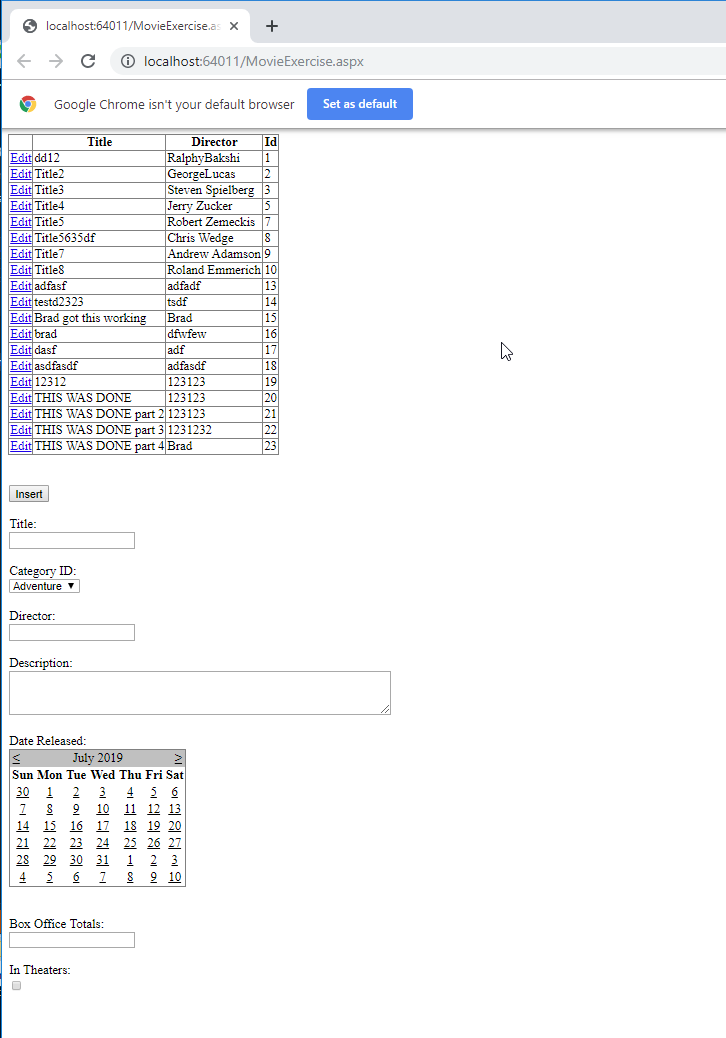 localhost:64011/MovieExercise.as
localhost:64011/MovieExercise.aspx
Google Chrome isn't your default browser Set as default
Title Director Id
Edit dd12 RalphyBakshi 1
Edit Title2 GeorgeLucas 2
Edit Title3 Steven Spielberg 3
Edit Title4 Jerry Zucker 5
Edit Title5 Robert Zemeckis 7
Edit Title5635df Chris Wedge 8
Edit Title7 Andrew Adamson 9
Edit Title8 Roland Emmerich 10
Edit adfasf adfadf 13
Edit testd2323 tsdf 14
Edit Brad got this working Brad 15
Edit brad dfwfew 16
Edit dasf adf 17
Edit asdfasdf adfasdf 18
Edit 12312 123123 19
Edit THIS WAS DONE 123123 20
Edit THIS WAS DONE part 2 123123 21
Edit THIS WAS DONE part 3 1231232 22
Edit THIS WAS DONE part 4 Brad 23
Insert
Title:
Category ID:
Adventure
Director:
Description:
Date Released:
< July 2019 >
Sun Mon Tue Wed Thu Fri Sat
30 1 2 3 4 5 6
7 8 9 10 11 12 13
14 15 16 17 18 19 20
21 22 23 24 25 26 27
28 29 30 31 1 2 3
4 5 6 7 8 9 10
Box Office Totals:
In Theaters: